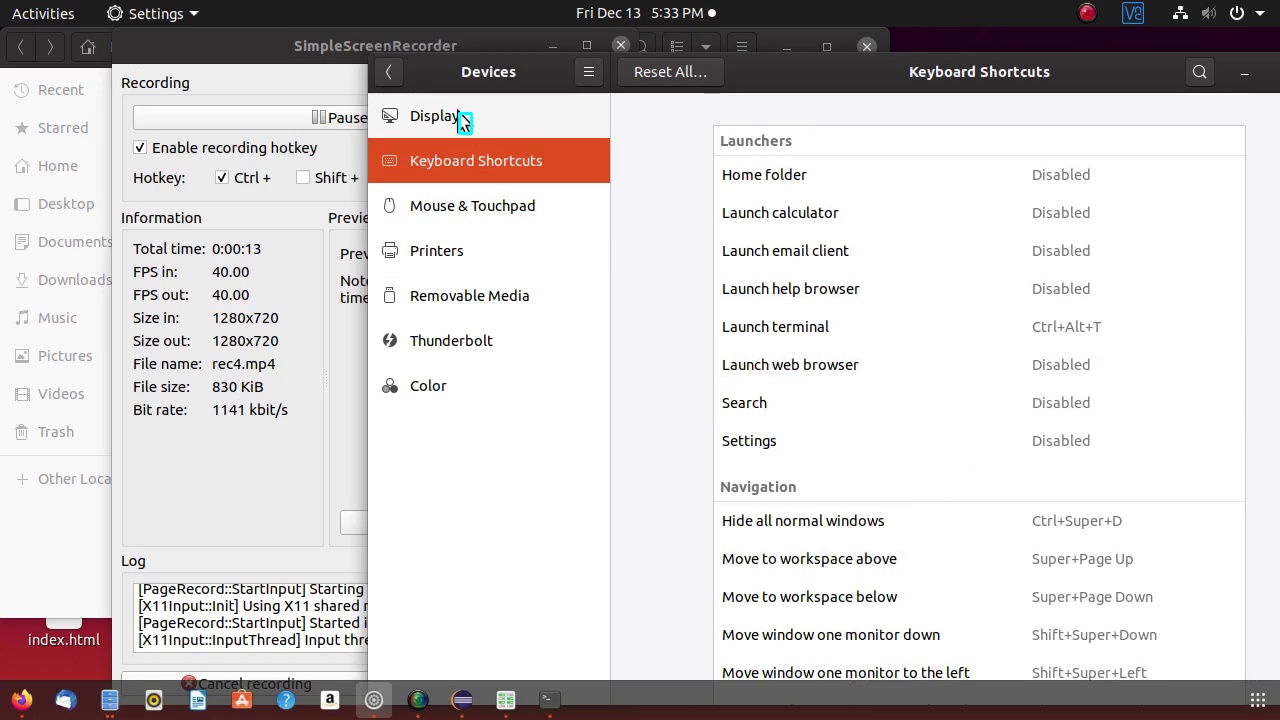 Activities
Settings
Fri Dec 13 5:33 PM
SimpleScreenRecorder
Devices
Reset All…
Keyboard Shortcuts
Recent
Starred
Home
Desktop
Documents
Downloads
Music
Pictures
Videos
Trash
Other Loca
index.html
Recording
Pause
Enable recording hotkey
Hotkey: Ctrl + Shift +
Information
Total time: 0:00:13
FPS in: 40.00
FPS out: 40.00
Size in: 1280x720
Size out: 1280x720
File name: rec4.mp4
File size: 830 KiB
Bit rate: 1141 kbit/s
Previe
Prev
Note
time
Log
[PageRecord::StartInput] Starting
[X11Input::Init] Using X11 shared
[PageRecord::StartInput] Started i
[X11Input::InputThread] Input thre
Cancel recording
Display
Keyboard Shortcuts
Mouse & Touchpad
Printers
Removable Media
Thunderbolt
Color
Launchers
Home folder Disabled
Launch calculator Disabled
Launch email client Disabled
Launch help browser Disabled
Launch terminal Ctrl+Alt+T
Launch web browser Disabled
Search Disabled
Settings Disabled
Navigation
Hide all normal windows Ctrl+Super+D
Move to workspace above Super+Page Up
Move to workspace below Super+Page Down
Move window one monitor down Shift+Super+Down
Move window one monitor to the left Shift+Super+Left